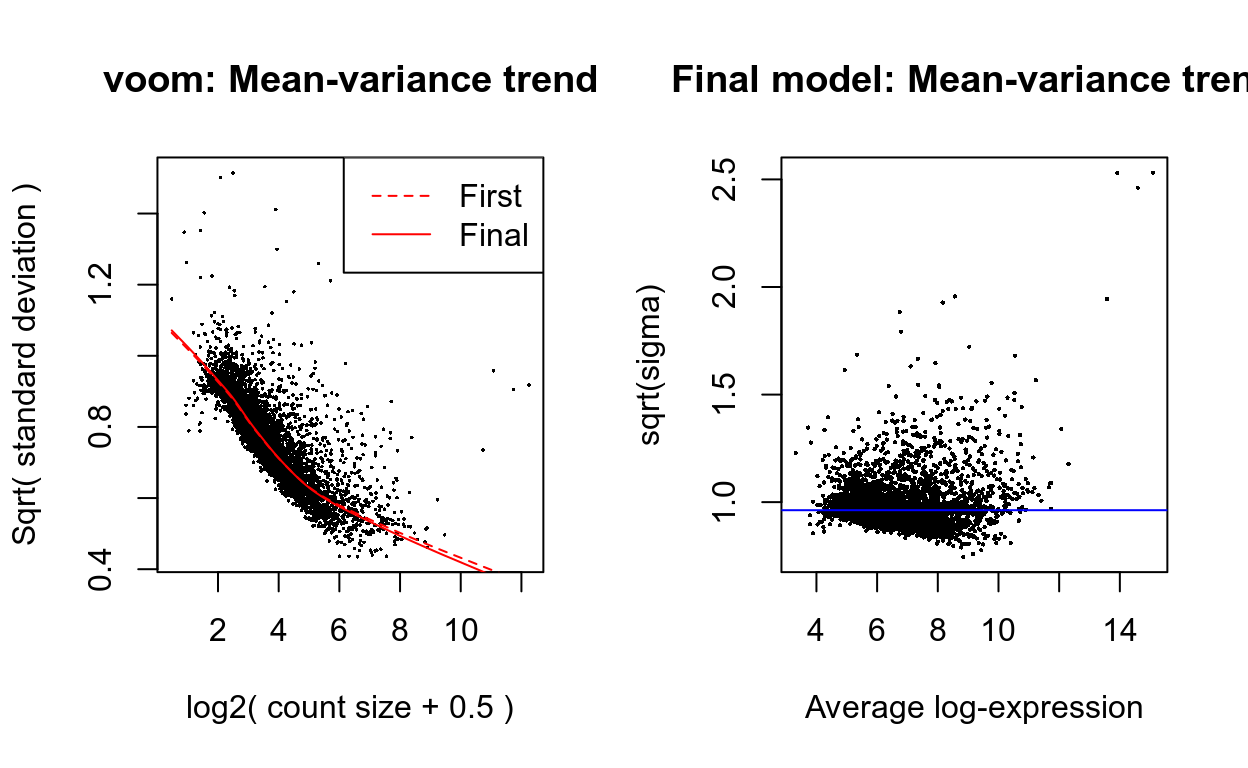 voom: Mean-variance trend
Sqrt( standard deviation )
0.4
0.8
1.2
First
Final
2 4 6 8 10
log2( count size + 0.5 )
Final model: Mean-variance tren
sqrt(sigma)
1.0
1.5
2.0
2.5
4 6 8 10 14
Average log-expression